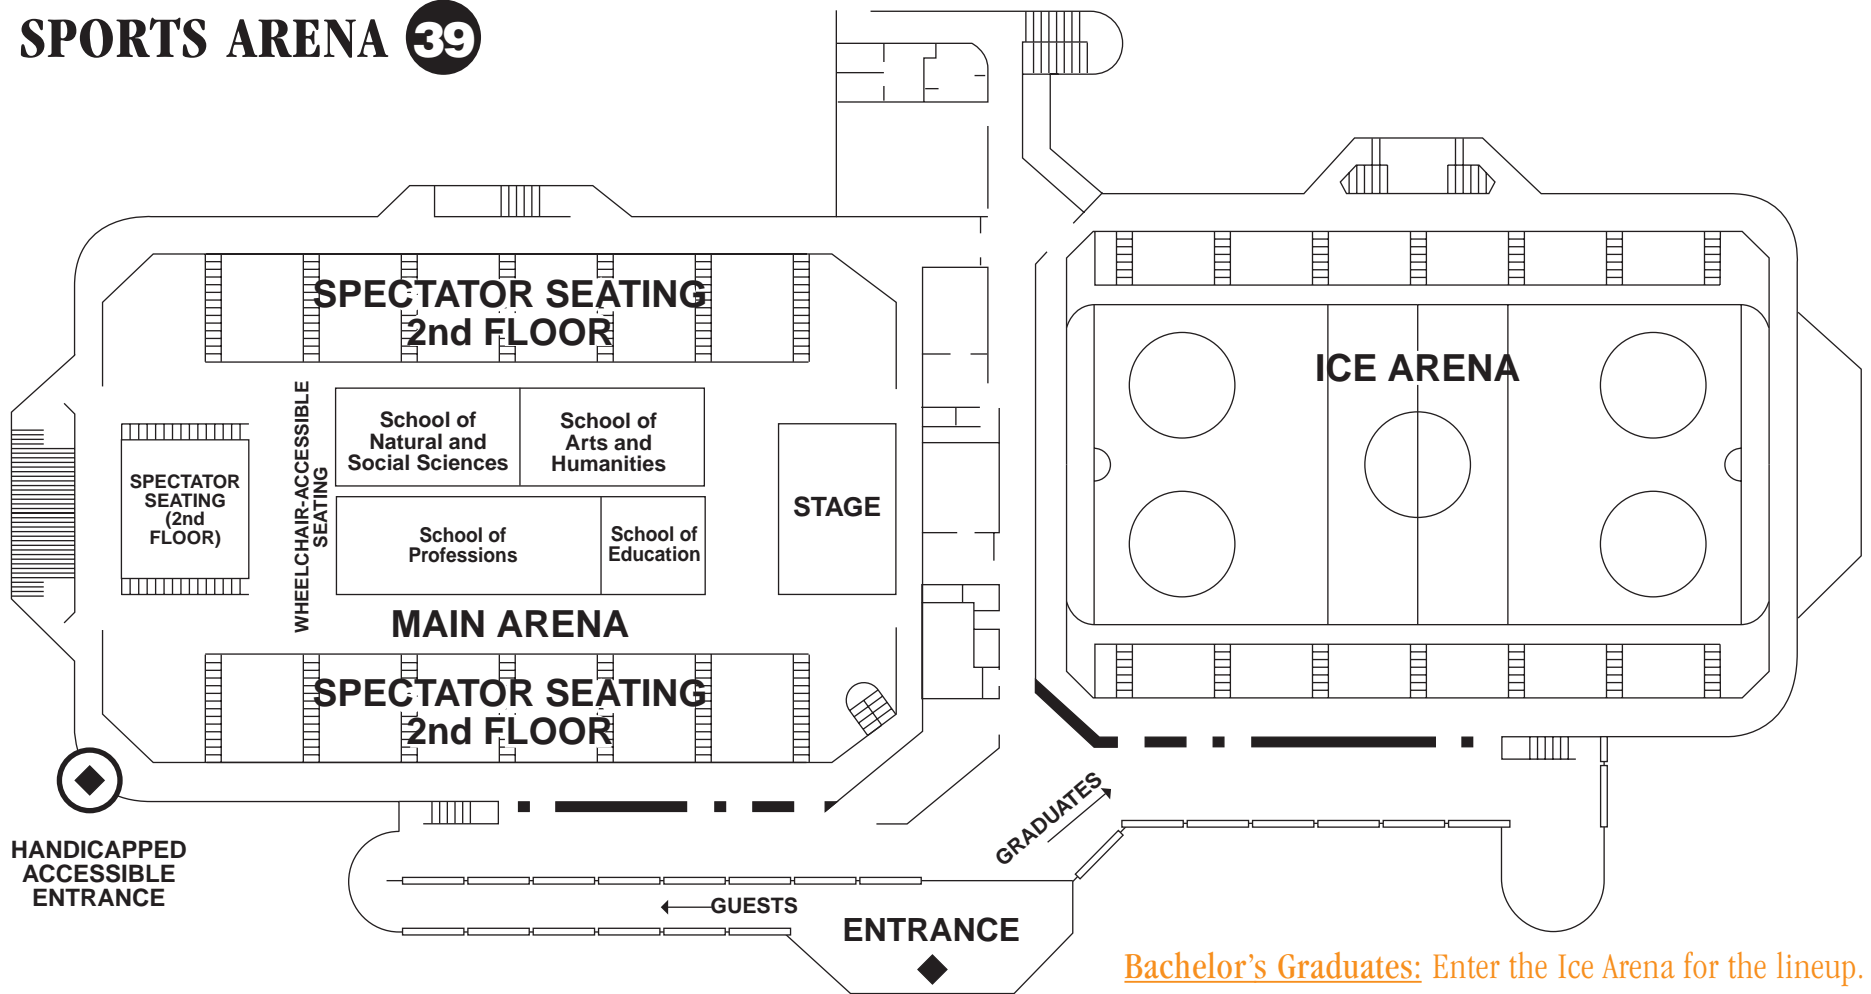 SPORTS ARENA 39
SPECTATOR SEATING
2nd FLOOR
ICE ARENA
WHEELCHAIR-ACCESSIBLE
SEATING
School of
Natural and
Social Sciences
School of
Arts and
Humanities
SPECTATOR
SEATING
(2nd
FLOOR)
STAGE
School of
Professions
School of
Education
MAIN ARENA
SPECTATOR SEATING
2nd FLOOR
HANDICAPPED
ACCESSIBLE
ENTRANCE
GRADUATES
GUESTS
ENTRANCE
Bachelor's Graduates: Enter the Ice Arena for the lineup.